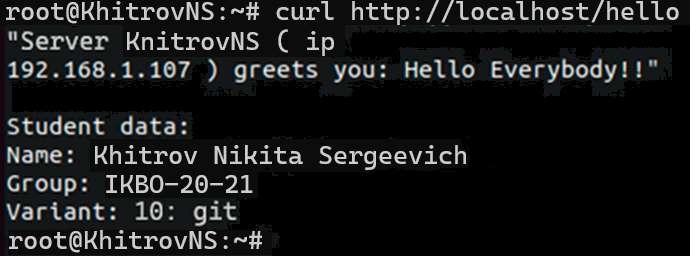 root@KhitrovNS:~# curl http://localhost/hello
"Server KnitrovNS ( ip
192.168.1.107 ) greets you: Hello Everybody!!"
Student data:
Name: Khitrov Nikita Sergeevich
Group: IKBO-20-21
Variant: 10: git
root@KhitrovNS:~#